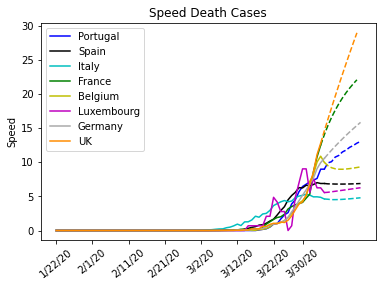 Speed Death Cases
30
25
20
15
10
5
0
Speed
Portugal
Spain
Italy
France
Belgium
Luxembourg
Germany
UK
1/22/20
2/1/20
2/11/20
2/21/20
3/2/20
3/12/20
3/22/20
3/30/20